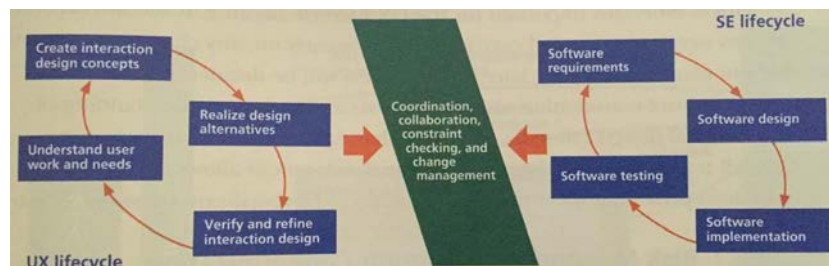 SE lifecycle
Create interaction
design concepts
Realize design
alternatives
Understand user
work and needs
Verify and refine
interaction design
UX lifecycle
Coordination,
collaboration,
constraint
checking, and
change
management
Software
requirements
Software design
Software testing
Software
implementation